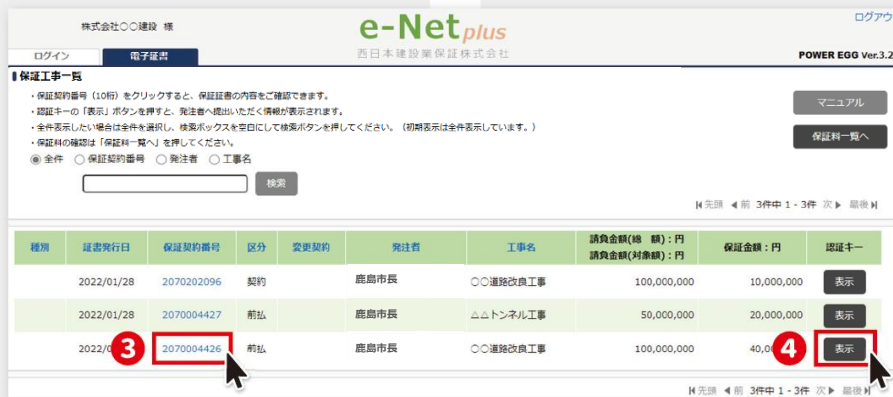 株式会社〇〇建設 様
e-Net plus
西日本建設業保証株式会社
ログアウ
ログイン
電子証書
POWER EGG Ver.3.2
保証工事一覧
・保証契約番号(10桁)をクリックすると、保証証書の内容をご確認できます。
・認証キーの「表示」ボタンを押すと、発注者へ提出いただく情報が表示されます。
・全件表示したい場合は全件を選択し、検索ボックスを空白にして検索ボタンを押してください。(初期表示は全件表示しています。)
・保証料の確認は「保証料一覧へ」を押してください。
マニュアル
保証料一覧へ
全件 保証契約番号 発注者 工事名
検索
先頭 前 3件中 1 - 3件 次 最後
種別 証書発行日 保証契約番号 区分 変更契約 発注者 工事名 請負金額(総 額):円 保証金額:円 認証キー
請負金額(対象額):円
2022/01/28 2070202096 契約 鹿島市長 〇〇道路改良工事 100,000,000 10,000,000 表示
2022/01/28 2070004427 前払 鹿島市長 △△トンネル工事 50,000,000 20,000,000 表示
2022/0 3 2070004426 前払 鹿島市長 〇〇道路改良工事 100,000,000 40,0 4 表示
先頭 前 3件中 1 - 3件 次 最後